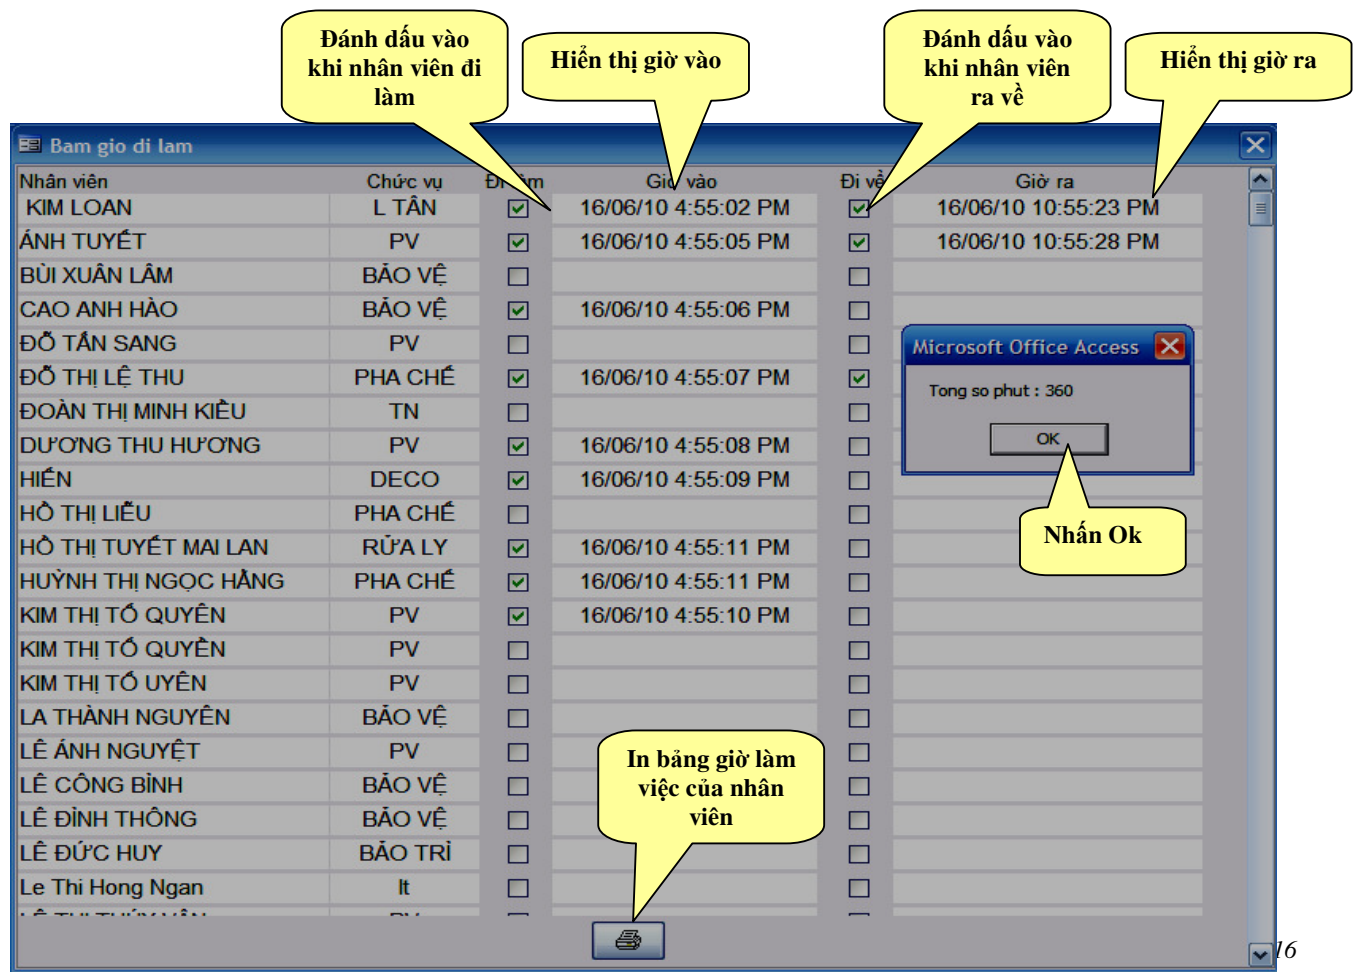 Đánh dấu vào
khi nhân viên đi
làm
Hiển thị giờ vào
Đánh dấu vào
khi nhân viên
ra về
Hiển thị giờ ra
Bam gio di lam
Nhân viên Chức vụ Giờ vào Đi về Giờ ra
KIM LOAN L TÂN 16/06/10 4:55:02 PM 16/06/10 10:55:23 PM
ÁNH TUYẾT PV 16/06/10 4:55:05 PM 16/06/10 10:55:28 PM
BÙI XUÂN LÂM BẢO VỆ
CAO ANH HÀO BẢO VỆ 16/06/10 4:55:06 PM
ĐỖ TẤN SANG PV
ĐỖ THỊ LỆ THU PHA CHẾ 16/06/10 4:55:07 PM
ĐOÀN THỊ MINH KIỀU TN
DƯƠNG THU HƯƠNG PV 16/06/10 4:55:08 PM
HIỀN DECO 16/06/10 4:55:09 PM
HỒ THỊ LIỄU PHA CHẾ
HỒ THỊ TUYẾT MAI LAN RỬA LY 16/06/10 4:55:11 PM
HUỲNH THỊ NGỌC HẰNG PHA CHẾ 16/06/10 4:55:11 PM
KIM THỊ TỐ QUYÊN PV 16/06/10 4:55:10 PM
KIM THỊ TỐ QUYỀN PV
KIM THỊ TỐ UYÊN PV
LA THÀNH NGUYÊN BẢO VỆ
LÊ ÁNH NGUYỆT PV
LÊ CÔNG BÌNH BẢO VỆ
LÊ ĐÌNH THÔNG BẢO VỆ
LÊ ĐỨC HUY BẢO TRÌ
Le Thi Hong Ngan lt
Microsoft Office Access
Tong so phut : 360
OK
Nhấn Ok
In bảng giờ làm
việc của nhân
viên
16